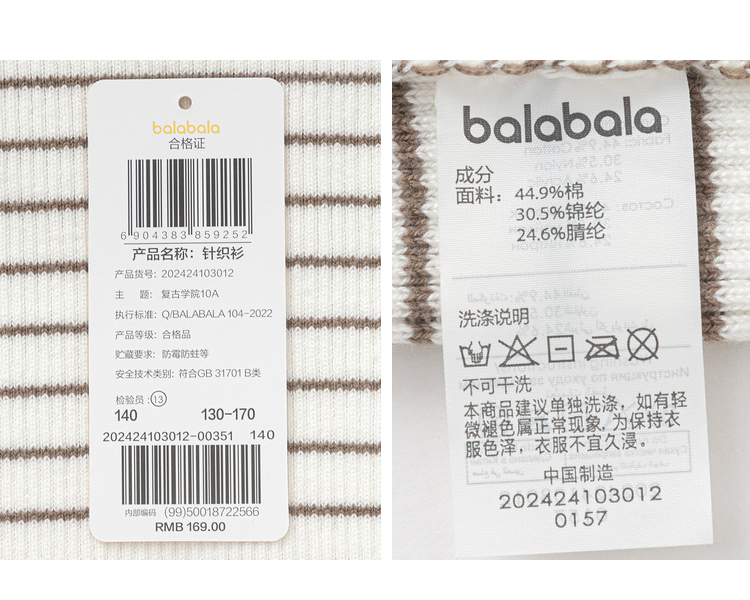 balabala
合格证
6 904383 859252
产品名称：针织衫
产品货号：202424103012
主 题：复古学院10A
执行标准：Q/BALABALA 104-2022
产品等级：合格品
贮藏要求：防霉防蛀等
安全技术类别：符合GB 31701 B类
检验员：13
140 130-170
202424103012-00351 140
内部编码 (99)50018722566
RMB 169.00
balabala
成分
面料：44.9%棉
30.5%锦纶
24.6%腈纶
洗涤说明
不可干洗
本商品建议单独洗涤，如有轻
微褪色属正常现象，为保持衣
服色泽，衣服不宜久浸。
中国制造
202424103012
0157